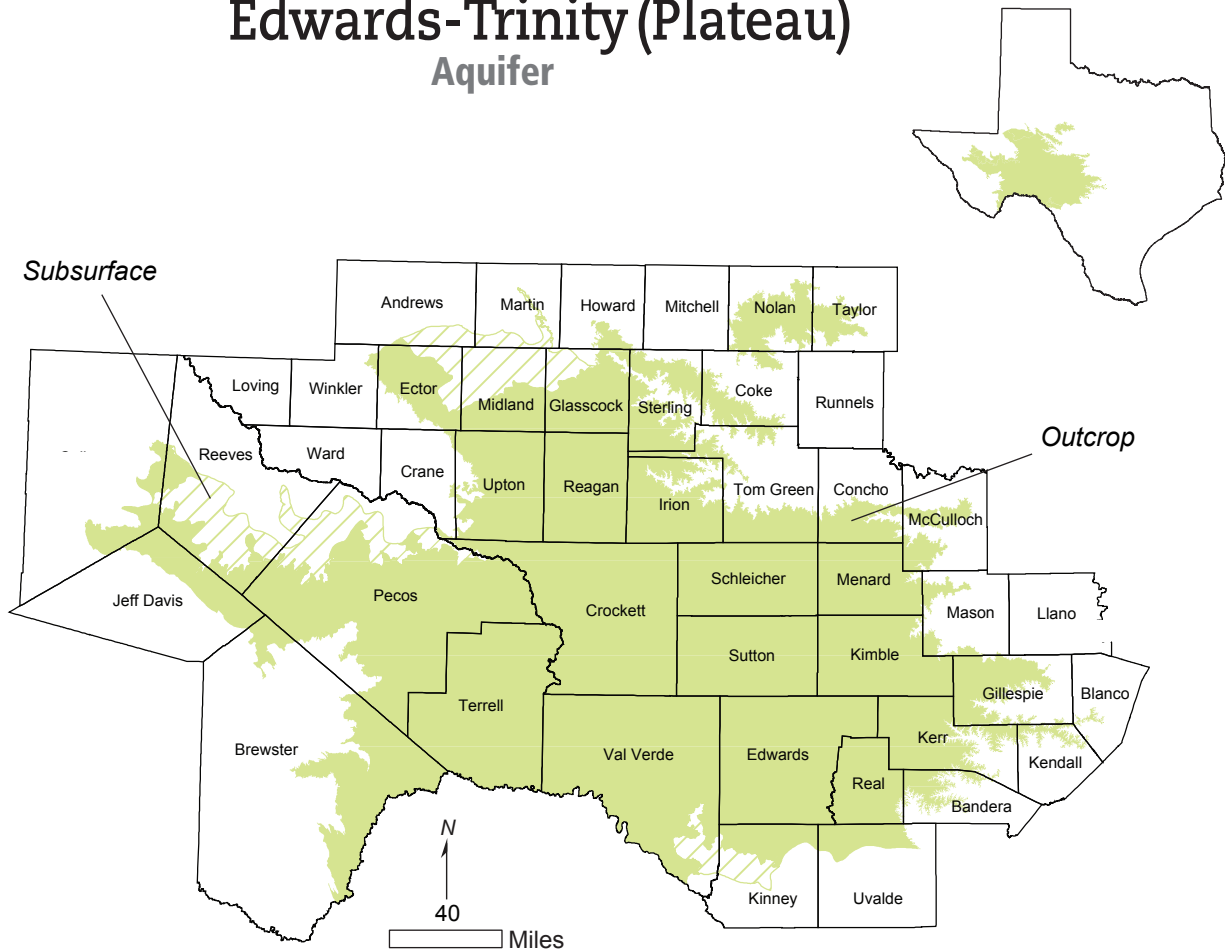 Edwards-Trinity (Plateau)
Aquifer
Subsurface
Andrews
Martin
Howard
Mitchell
Nolan
Taylor
Loving
Winkler
Ector
Midland
Glasscock
Sterling
Coke
Runnels
Outcrop
Reeves
Ward
Crane
Upton
Reagan
Irion
Tom Green
Concho
McCulloch
Jeff Davis
Pecos
Crockett
Schleicher
Menard
Mason
Llano
Sutton
Kimble
Terrell
Gillespie
Blanco
Brewster
Val Verde
Edwards
Kerr
Kendall
Real
Bandera
N
40
Miles
Kinney
Uvalde